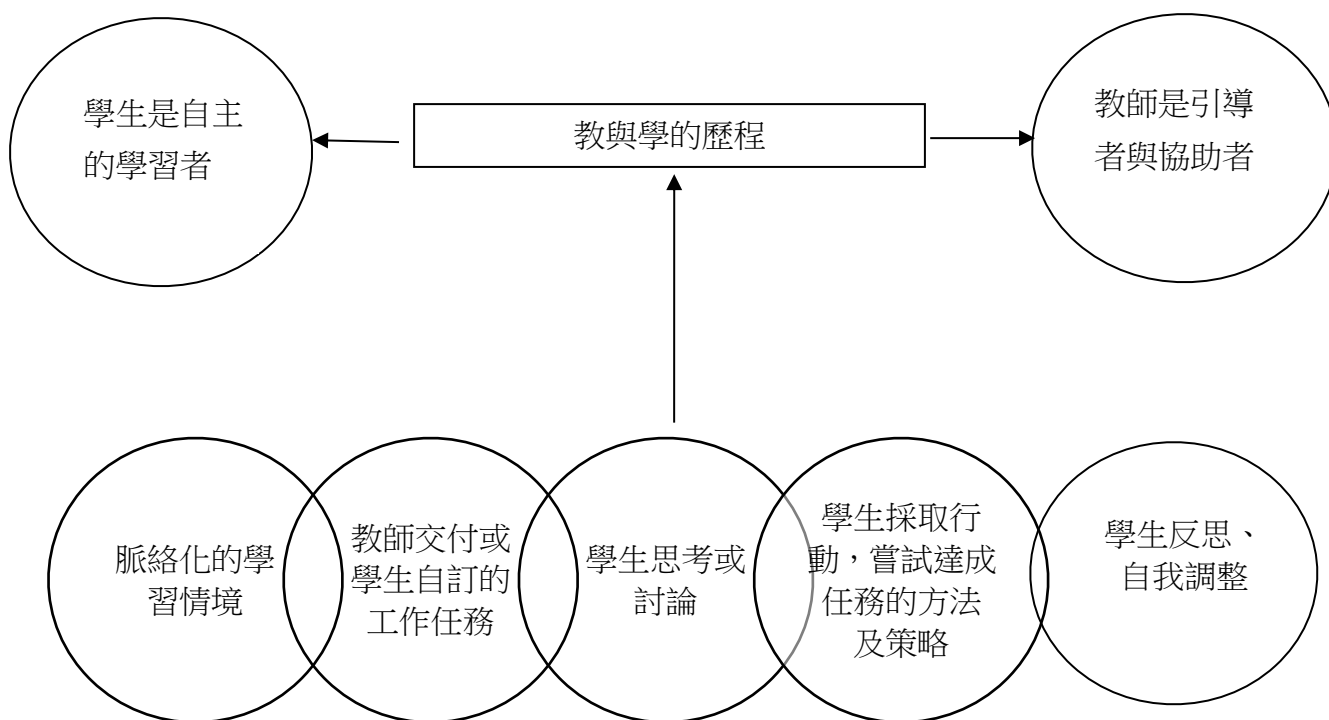 學生是自主
的學習者
教與學的歷程
教師是引導
者與協助者
脈絡化的學
習情境
教師交付或
學生自訂的
工作任務
學生思考或
討論
學生採取行
動，嘗試達成
任務的方法
及策略
學生反思、
自我調整